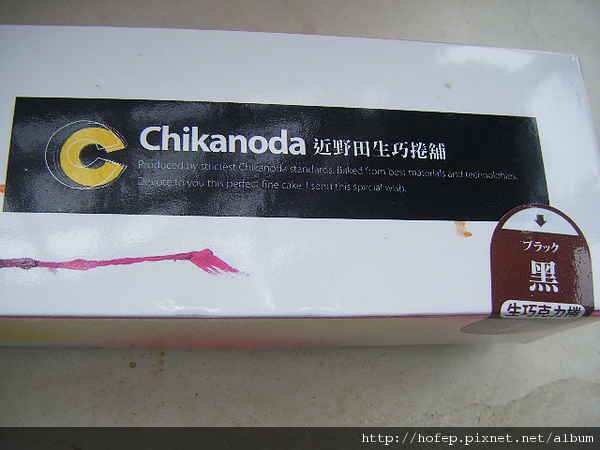 Chikanoda 近野田生巧捲舖
Produced by strictest Chikanoda standards. Baked from best materials and technolohies.
Devote to you this perfect fine cake. I send this special wish.
ブラック
黑
生巧克力捲
http://hofep.pixnet.net/album